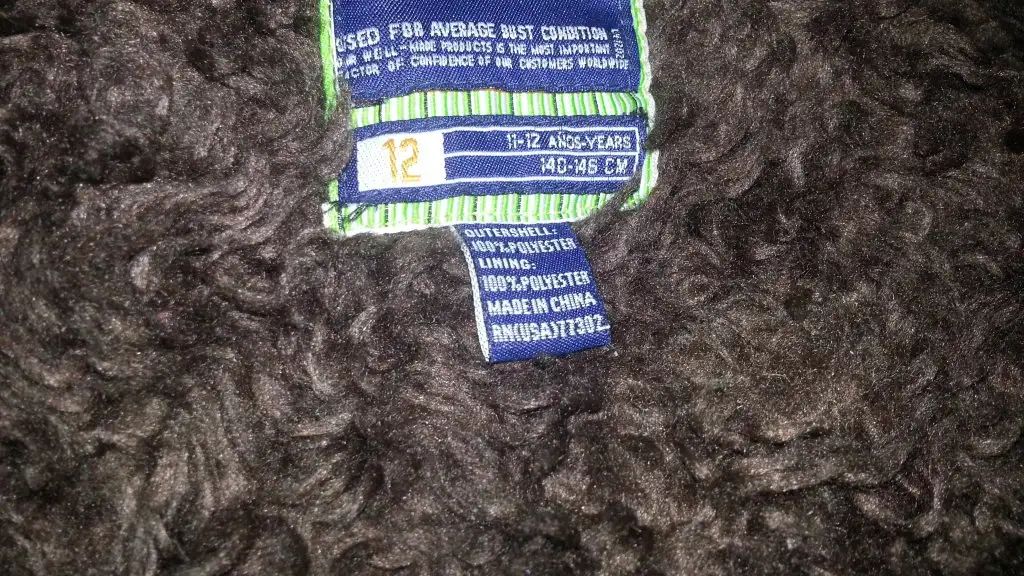 USED FOR AVERAGE DUST CONDITION
OUR WELL-MADE PRODUCTS IS THE MOST IMPORTANT
FACTOR OF CONFIDENCE OF OUR CUSTOMERS WORLDWIDE
12
11-12 AÑOS-YEARS
140-146 CM
OUTERSHELL:
100%POLYESTER
LINING:
100%POLYESTER
MADE IN CHINA
RN(USA)77302